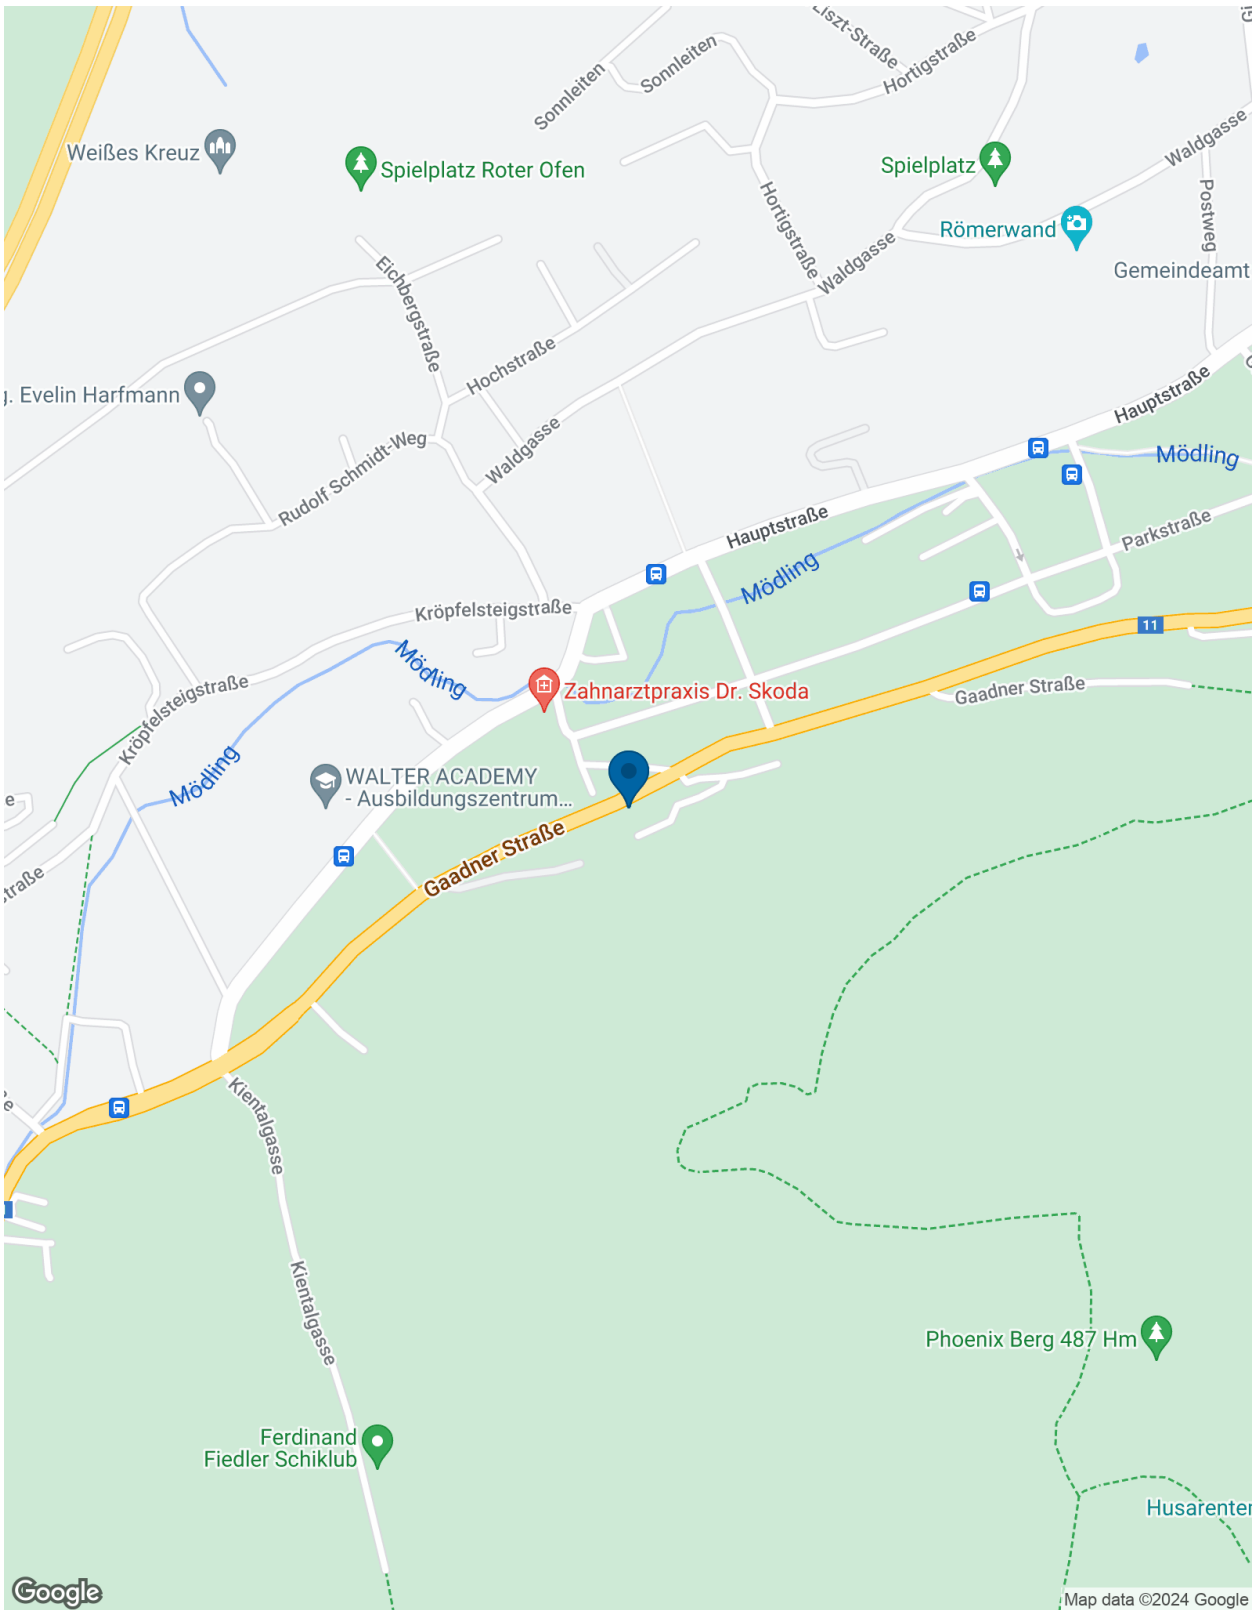 Liszt-Straße
Sonnleiten
Sonnleiten
Hortigstraße
Weißes Kreuz
Spielplatz Roter Ofen
Spielplatz
Waldgasse
Hortigstraße
Postweg
Römerwand
Waldgasse
Gemeindeamt
Eichbergstraße
Hochstraße
g. Evelin Harfmann
Hauptstraße
Waldgasse
Rudolf Schmidt-Weg
Mödling
Hauptstraße
Parkstraße
Mödling
Kröpfelsteigstraße
11
Mödling
Kröpfelsteigstraße
Zahnarztpraxis Dr. Skoda
Gaadner Straße
Mödling
WALTER ACADEMY
- Ausbildungszentrum...
e
Gaadner Straße
straße
Kientalgasse
Kientalgasse
Phoenix Berg 487 Hm
Ferdinand
Fiedler Schiklub
Husarentem
Google
Map data ©2024 Google